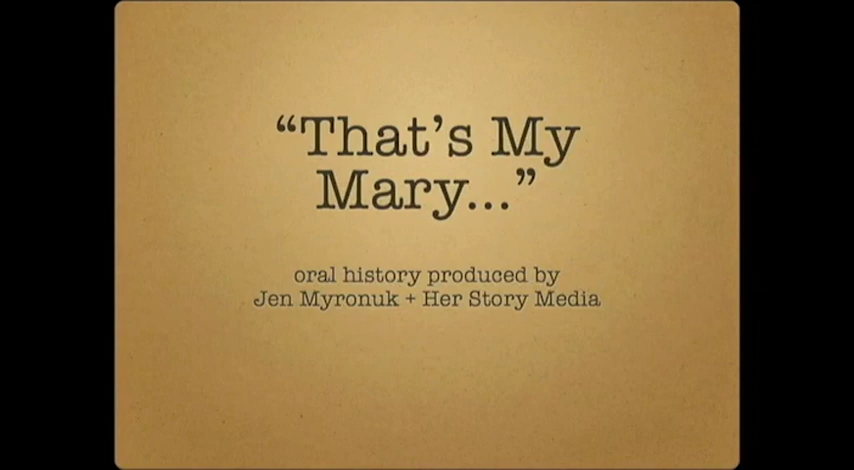 “That’s My
Mary...”
oral history produced by
Jen Myronuk + Her Story Media